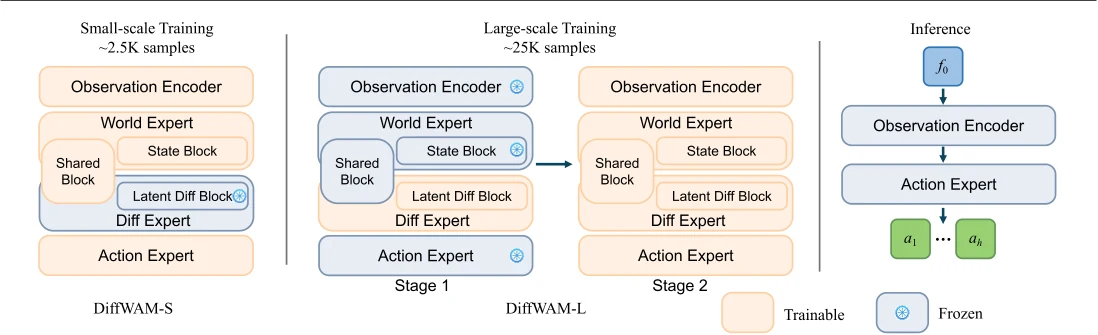 Small-scale Training
~2.5K samples
Observation Encoder
World Expert
Shared
Block
State Block
Latent Diff Block
Diff Expert
Action Expert
DiffWAM-S
Large-scale Training
~25K samples
Observation Encoder
World Expert
Shared
Block
State Block
Latent Diff Block
Diff Expert
Action Expert
Stage 1
Observation Encoder
World Expert
Shared
Block
State Block
Latent Diff Block
Diff Expert
Action Expert
Stage 2
DiffWAM-L
Inference
f0
Observation Encoder
Action Expert
a1 ••• ah
Trainable
Frozen